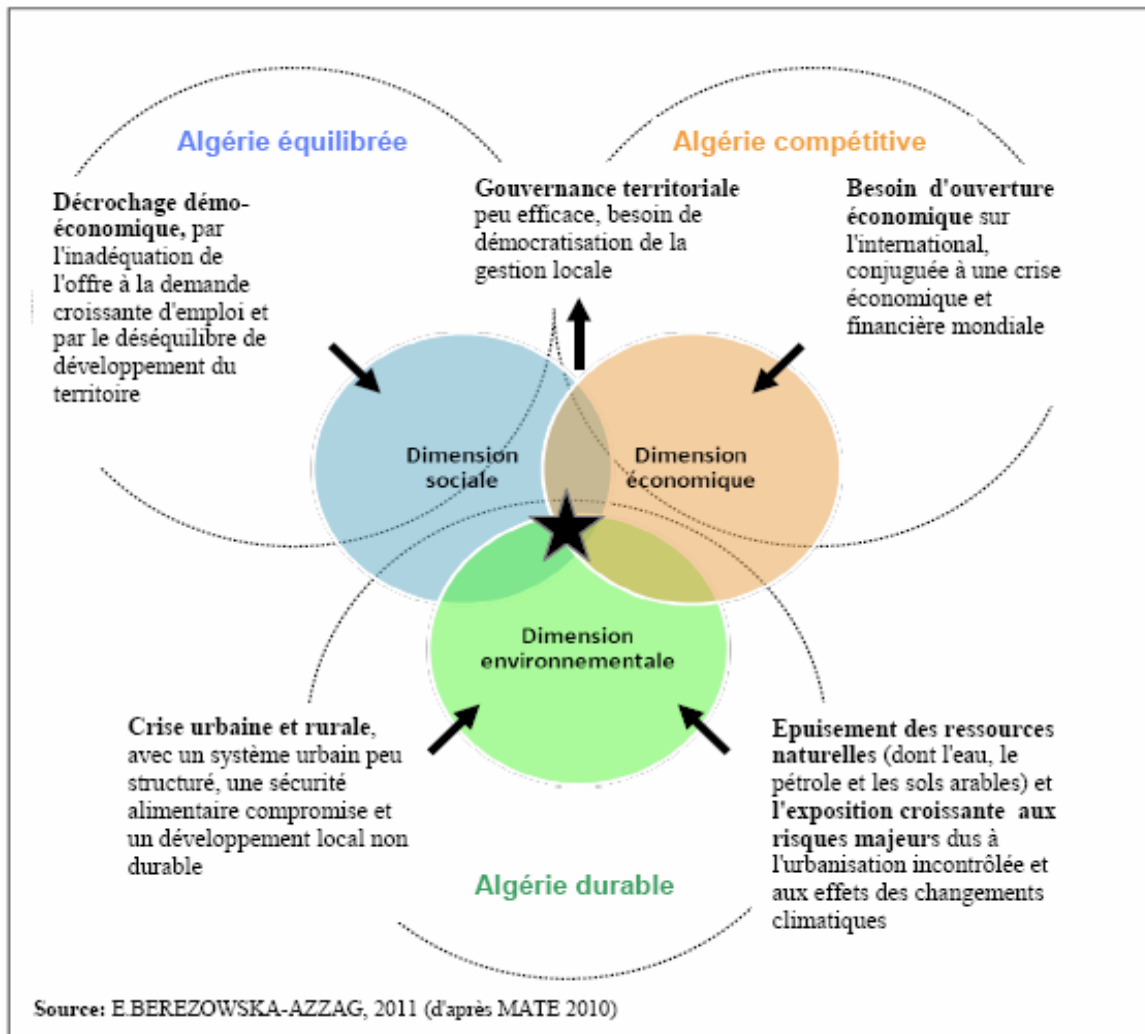 Algérie équilibrée
Algérie compétitive
Décrochage démo-
économique, par
l'inadéquation de
l'offre à la demande
croissante d'emploi et
par le déséquilibre de
développement du
territoire
Gouvernance territoriale
peu efficace, besoin de
démocratisation de la
gestion locale
Besoin d'ouverture
économique sur
l'international,
conjuguée à une crise
économique et
financière mondiale
Dimension
sociale
Dimension
économique
Dimension
environnementale
Crise urbaine et rurale,
avec un système urbain peu
structuré, une sécurité
alimentaire compromise et
un développement local non
durable
Epuisement des ressources
naturelles (dont l'eau, le
pétrole et les sols arables) et
l'exposition croissante aux
risques majeurs dus à
l'urbanisation incontrôlée et
aux effets des changements
climatiques
Algérie durable
Source: E.BEREZOWSKA-AZZAG, 2011 (d'après MATE 2010)